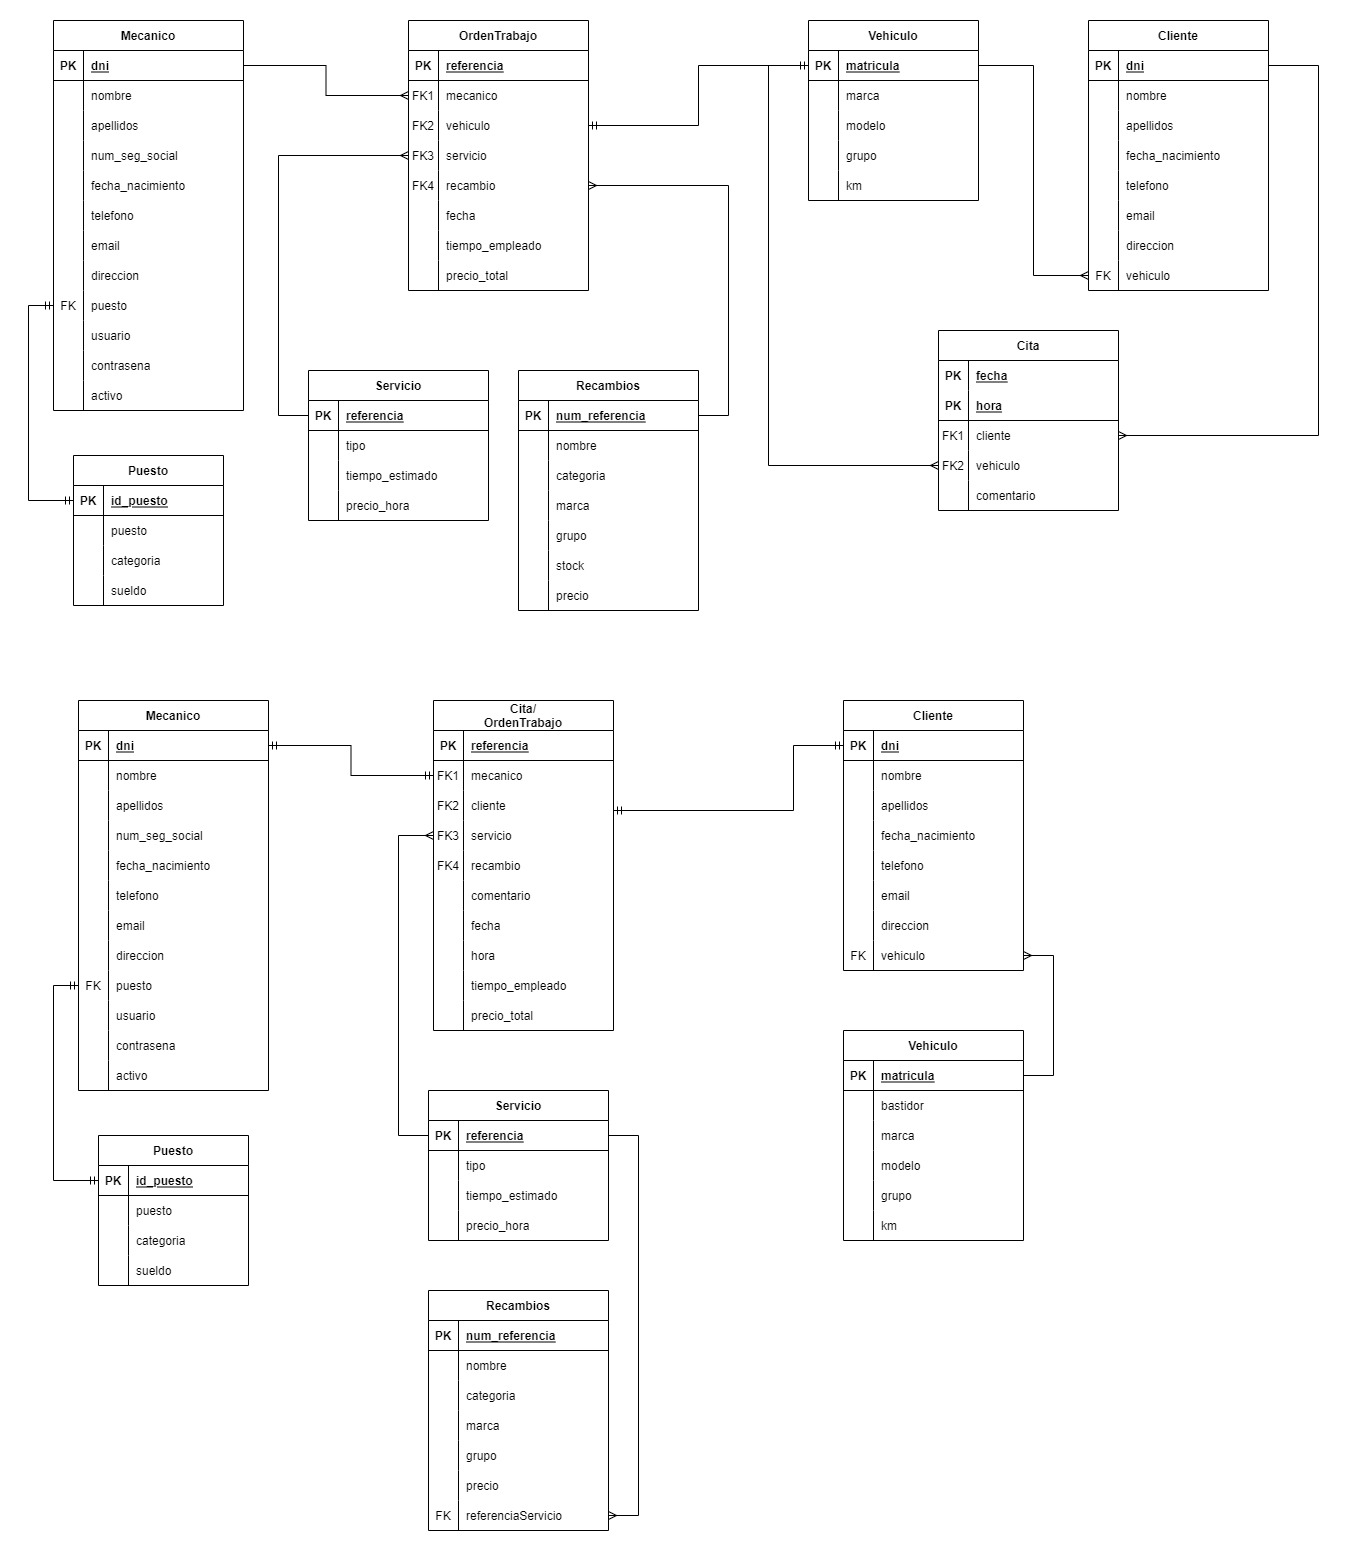 Mecanico
PK dni
nombre
apellidos
num_seg_social
fecha_nacimiento
telefono
email
direccion
FK puesto
usuario
contrasena
activo
OrdenTrabajo
PK referencia
FK1 mecanico
FK2 vehiculo
FK3 servicio
FK4 recambio
fecha
tiempo_empleado
precio_total
Vehiculo
PK matricula
marca
modelo
grupo
km
Cliente
PK dni
nombre
apellidos
fecha_nacimiento
telefono
email
direccion
FK vehiculo
Cita
PK fecha
PK hora
FK1 cliente
FK2 vehiculo
comentario
Puesto
PK id_puesto
puesto
categoria
sueldo
Servicio
PK referencia
tipo
tiempo_estimado
precio_hora
Recambios
PK num_referencia
nombre
categoria
marca
grupo
stock
precio
Mecanico
PK dni
nombre
apellidos
num_seg_social
fecha_nacimiento
telefono
email
direccion
FK puesto
usuario
contrasena
activo
Cita/
OrdenTrabajo
PK referencia
FK1 mecanico
FK2 cliente
FK3 servicio
FK4 recambio
comentario
fecha
hora
tiempo_empleado
precio_total
Cliente
PK dni
nombre
apellidos
fecha_nacimiento
telefono
email
direccion
FK vehiculo
Vehiculo
PK matricula
bastidor
marca
modelo
grupo
km
Puesto
PK id_puesto
puesto
categoria
sueldo
Servicio
PK referencia
tipo
tiempo_estimado
precio_hora
Recambios
PK num_referencia
nombre
categoria
marca
grupo
precio
FK referenciaServicio